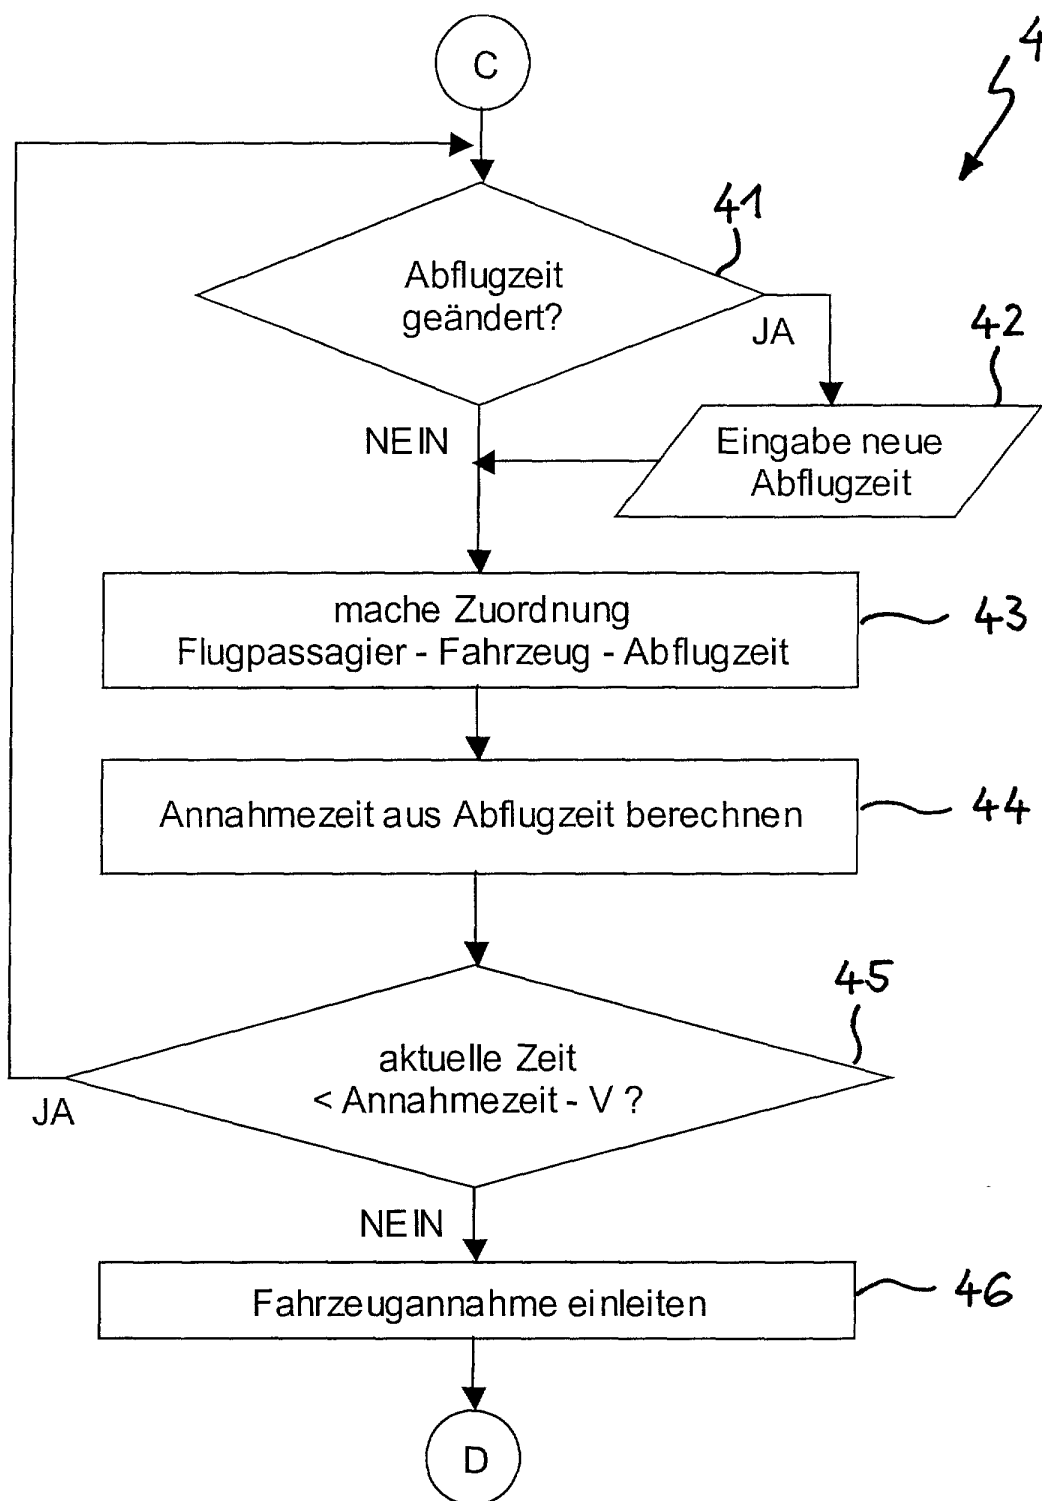 C
4
41
Abflugzeit
geändert?
JA
42
NEIN
Eingabe neue
Abflugzeit
mache Zuordnung
Flugpassagier - Fahrzeug - Abflugzeit
43
Annahmezeit aus Abflugzeit berechnen
44
45
aktuelle Zeit
< Annahmezeit - V ?
JA
NEIN
Fahrzeugannahme einleiten
46
D